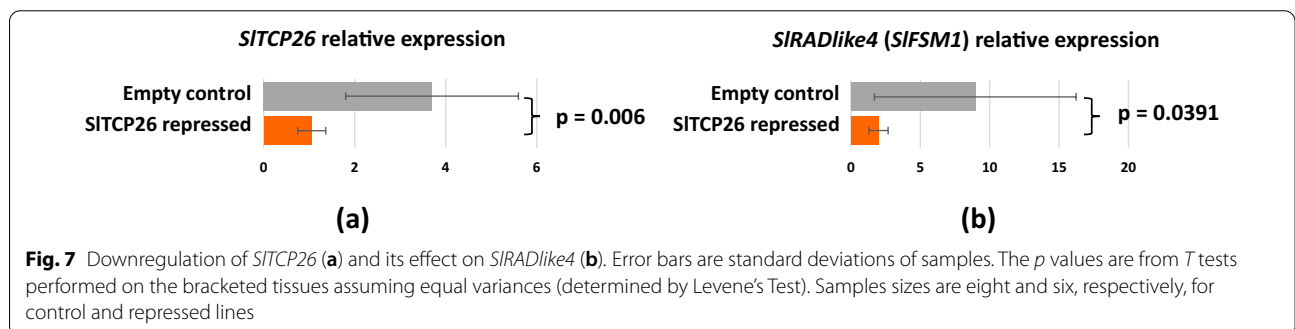 SlTCP26 relative expression
Empty control
SlTCP26 repressed
p = 0.006
0 2 4 6
(a)
SlRADlike4 (SlFSM1) relative expression
Empty control
SlTCP26 repressed
p = 0.0391
0 5 10 15 20
(b)
Fig. 7 Downregulation of SlTCP26 (a) and its effect on SlRADlike4 (b). Error bars are standard deviations of samples. The p values are from T tests
performed on the bracketed tissues assuming equal variances (determined by Levene's Test). Samples sizes are eight and six, respectively, for
control and repressed lines